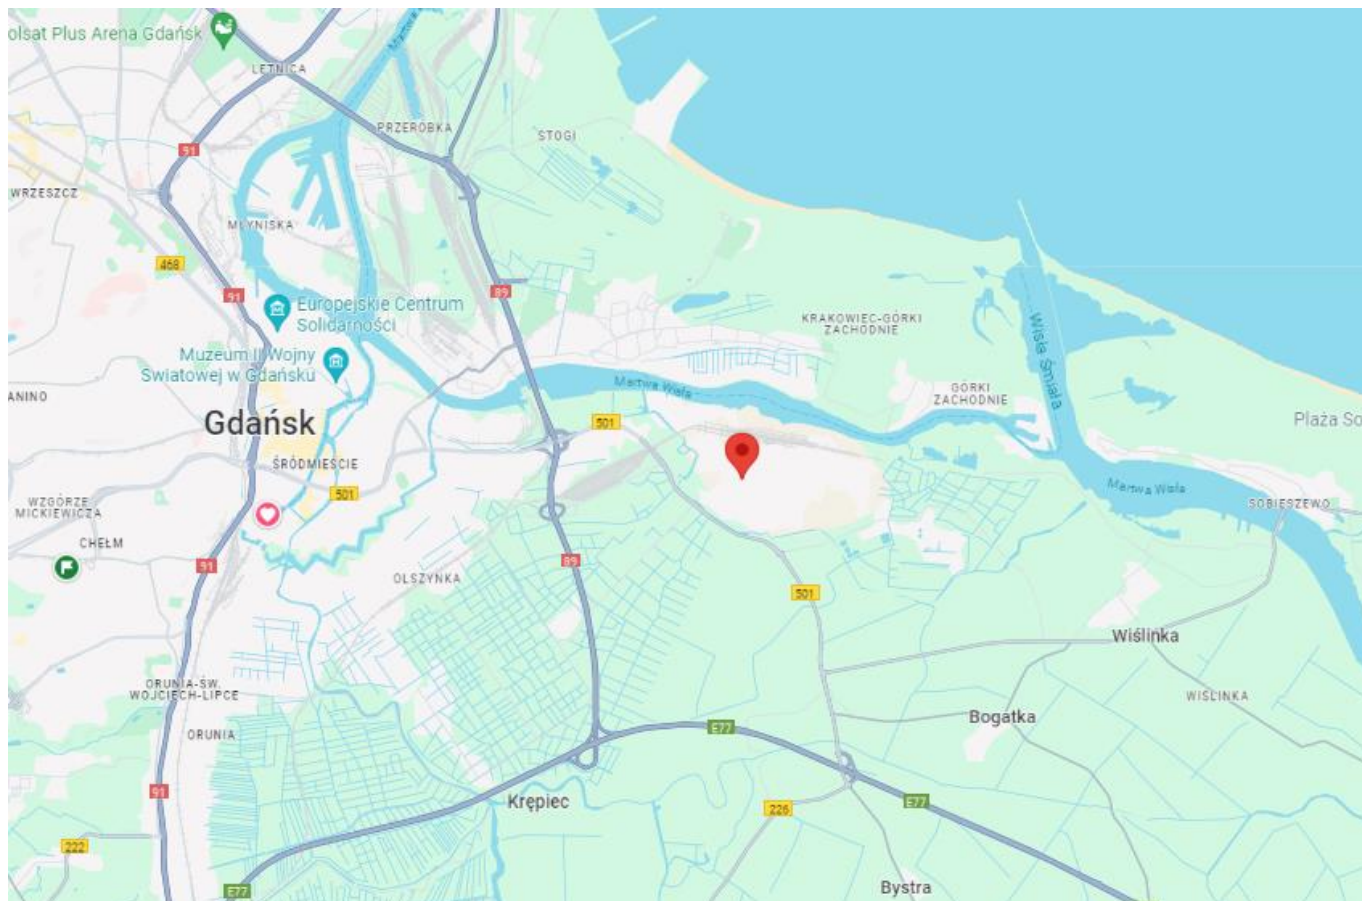 olsat Plus Arena Gdańsk
LETNICA
PRZERÓBKA
STOGI
91
WRZESZCZ
MŁYNISKA
468
91
89
Europejskie Centrum
Solidarności
KRAKOWIEC-GÓRKI
ZACHODNIE
Wisła Śmiała
Muzeum II Wojny
Światowej w Gdańsku
Martwa Wisła
GÓRKI
ZACHODNIE
ANINO
Gdańsk
501
Plaża So
ŚRÓDMIEŚCIE
501
Martwa Wisła
WZGÓRZE
MICKIEWICZA
SOBIESZEWO
CHEŁM
91
89
OLSZYNKA
501
Wiślinka
ORUNIA-ŚW.
WOJCIECH-LIPCE
WIŚLINKA
Bogatka
ORUNIA
E77
91
Krępiec
226
E77
222
E77
Bystra